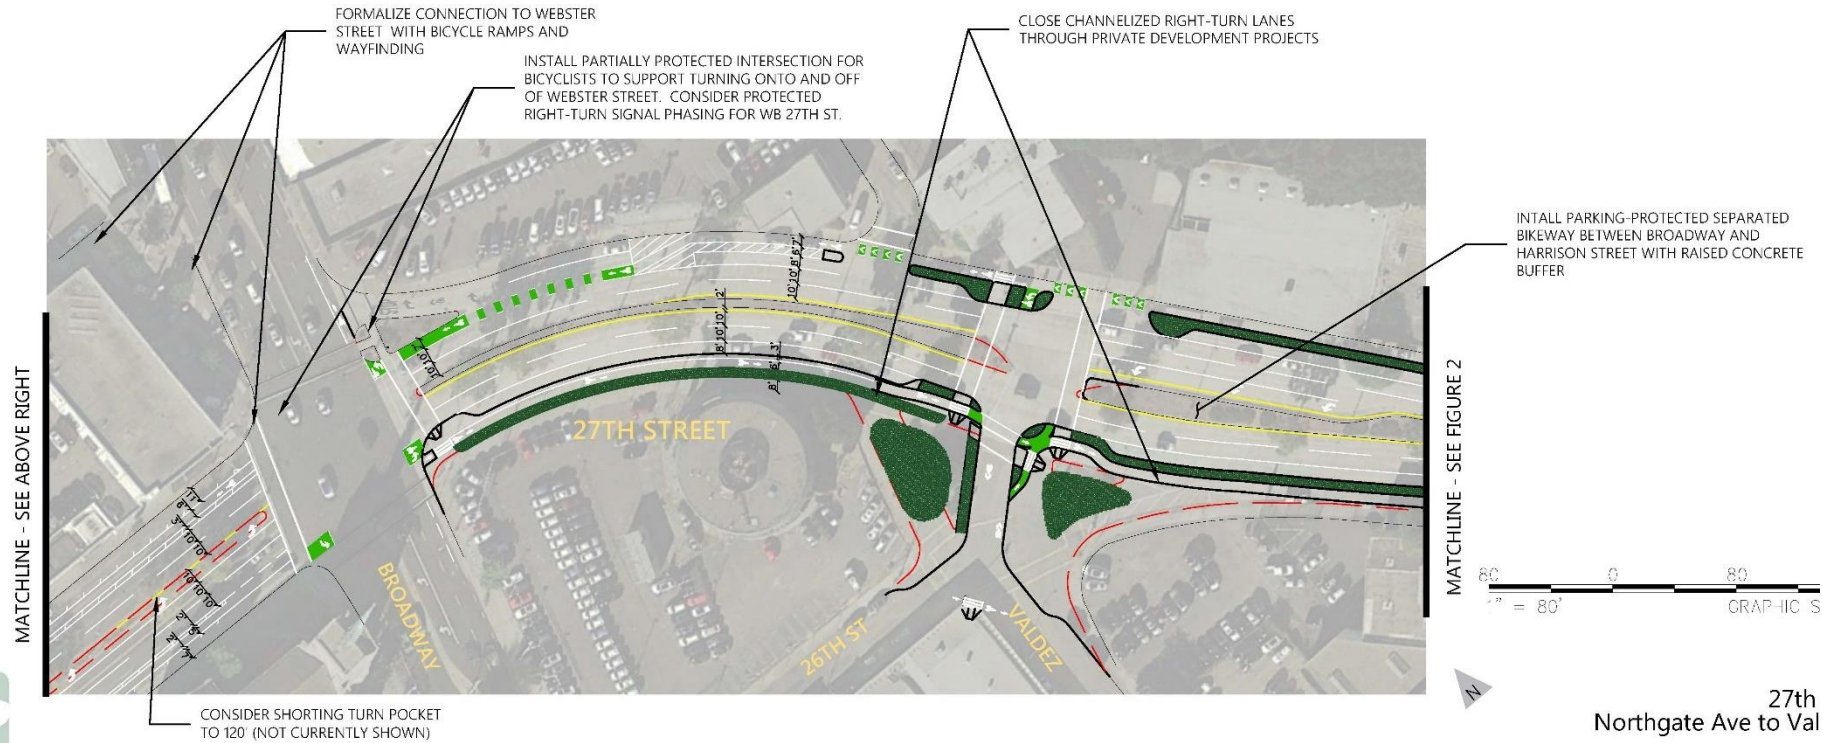 FORMALIZE CONNECTION TO WEBSTER
STREET WITH BICYCLE RAMPS AND
WAYFINDING
INSTALL PARTIALLY PROTECTED INTERSECTION FOR
BICYCLISTS TO SUPPORT TURNING ONTO AND OFF
OF WEBSTER STREET. CONSIDER PROTECTED
RIGHT-TURN SIGNAL PHASING FOR WB 27TH ST.
CLOSE CHANNELIZED RIGHT-TURN LANES
THROUGH PRIVATE DEVELOPMENT PROJECTS
INTALL PARKING-PROTECTED SEPARATED
BIKEWAY BETWEEN BROADWAY AND
HARRISON STREET WITH RAISED CONCRETE
BUFFER
MATCHLINE - SEE ABOVE RIGHT
27TH STREET
BROADWAY
26TH ST
VALDEZ
MATCHLINE - SEE FIGURE 2
80 0 80
1" = 80' GRAPHIC S
N
CONSIDER SHORTING TURN POCKET
TO 120' (NOT CURRENTLY SHOWN)
27th
Northgate Ave to Val